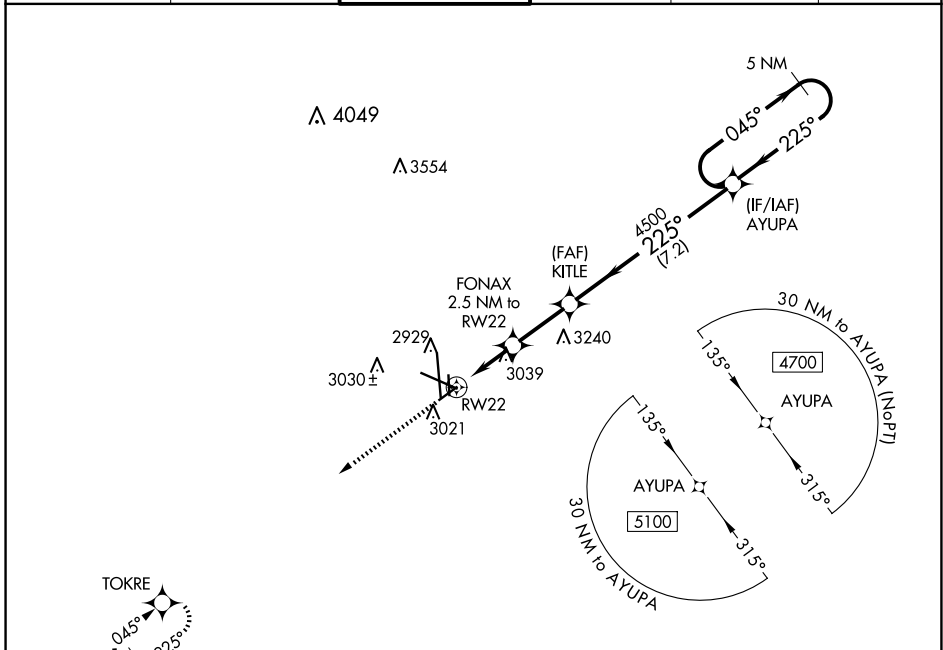 5 NM
4049
045°
225°
3554
(IF/IAF)
AYUPA
4500
225°
(7.2)
(FAF)
KITLE
FONAX
2.5 NM to
RW22
30 NM to AYUPA (NoPT)
2929
3240
135°
4700
3039
3030±
AYUPA
RW22
135°
3021
315°
AYUPA
5100
30 NM to AYUPA
315°
TOKRE
045°
225°